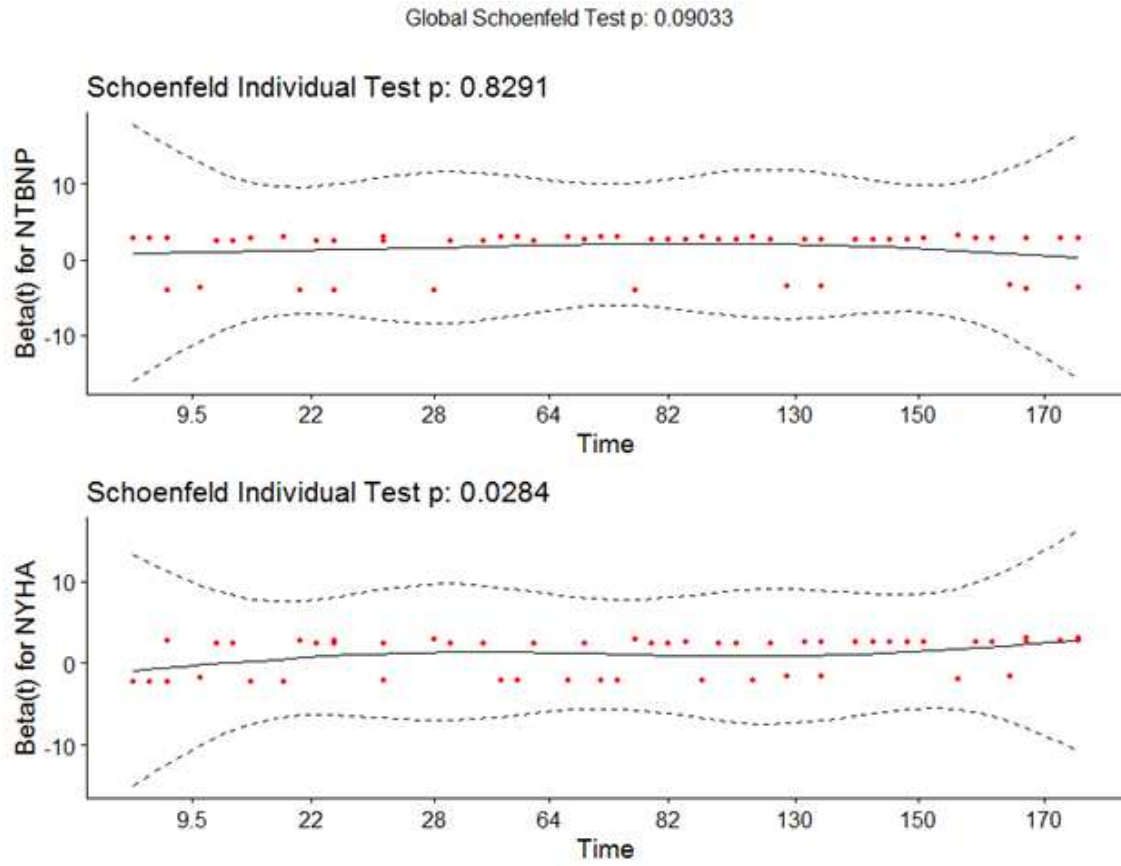 Global Schoenfeld Test p: 0.09033
Schoenfeld Individual Test p: 0.8291
Beta(t) for NTBNP
10
0
-10
9.5 22 28 64 82 130 150 170
Time
Schoenfeld Individual Test p: 0.0284
Beta(t) for NYHA
10
0
-10
9.5 22 28 64 82 130 150 170
Time